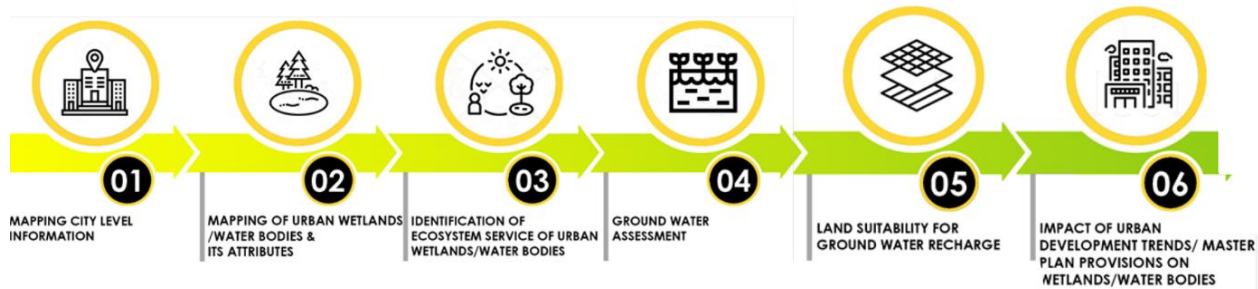 01
MAPPING CITY LEVEL
INFORMATION
02
MAPPING OF URBAN WETLANDS
/WATER BODIES &
ITS ATTRIBUTES
03
IDENTIFICATION OF
ECOSYSTEM SERVICE OF URBAN
WETLANDS/WATER BODIES
04
GROUND WATER
ASSESSMENT
05
LAND SUITABILITY FOR
GROUND WATER RECHARGE
06
IMPACT OF URBAN
DEVELOPMENT TRENDS/ MASTER
PLAN PROVISIONS ON
WETLANDS/WATER BODIES